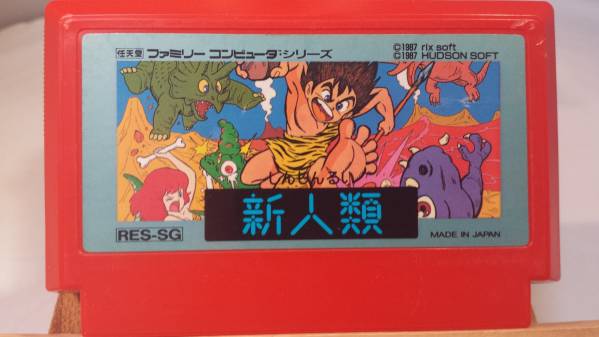 任天堂 ファミリー コンピュータ・シリーズ
©1987 rix soft
©1987 HUDSON SOFT
しんじんるい
新人類
RES-SG
MADE IN JAPAN